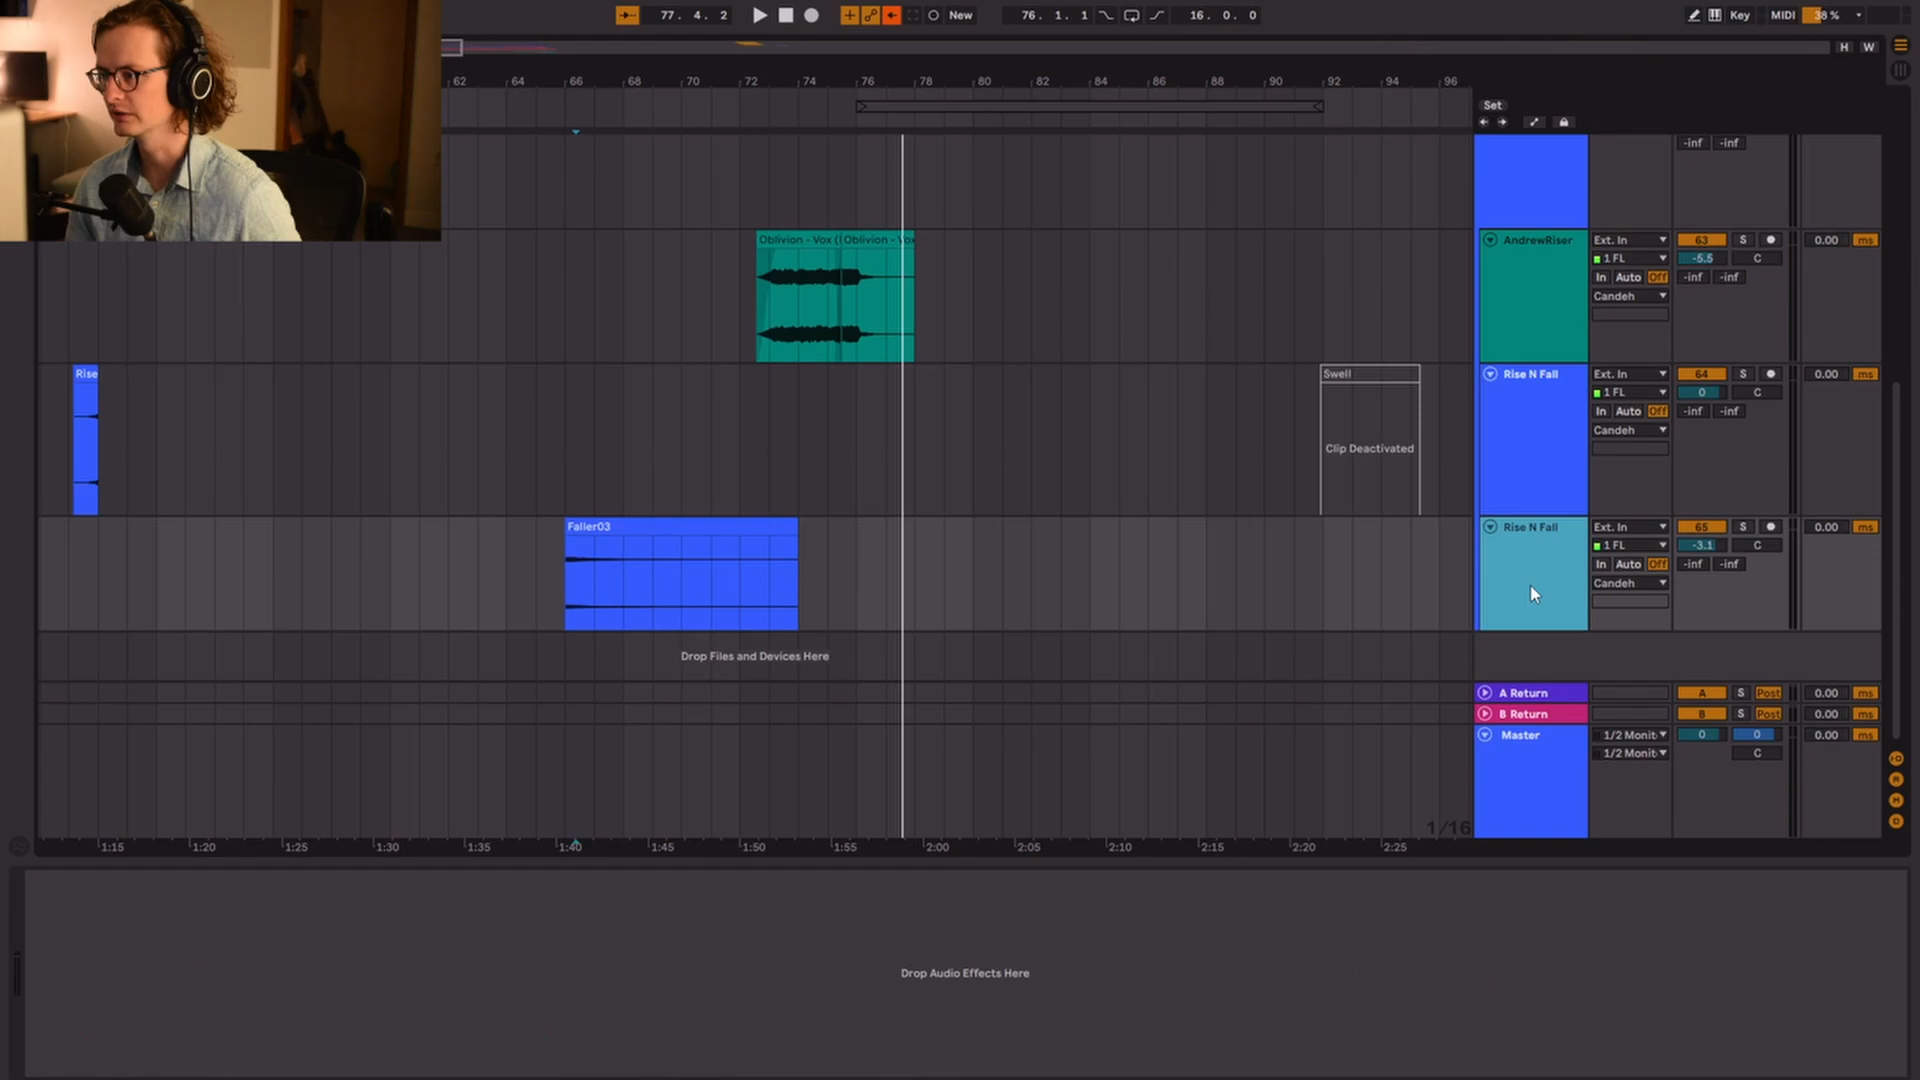 77. 4. 2
New
76. 1. 1
16. 0. 0
Key
MIDI
38 %
H W
62 64 66 68 70 72 74 76 78 80 82 84 86 88 90 92 94 96
Set
-inf -inf
Oblivion - Vox (
Oblivion - Vox
AndrewRiser
Ext. In
63 S
0.00 ms
1 FL
-5.5 C
In Auto Off
-inf -inf
Candeh
Rise
Swell
Clip Deactivated
Rise N Fall
Ext. In
64 S
0.00 ms
1 FL
0 C
In Auto Off
-inf -inf
Candeh
Faller03
Rise N Fall
Ext. In
65 S
0.00 ms
1 FL
-3.1 C
In Auto Off
-inf -inf
Candeh
Drop Files and Devices Here
A Return
A S Post
0.00 ms
B Return
B S Post
0.00 ms
Master
1/2 Monit
0 0
0.00 ms
1/2 Monit
C
I·O
R
H
D
1/16
1:15 1:20 1:25 1:30 1:35 1:40 1:45 1:50 1:55 2:00 2:05 2:10 2:15 2:20 2:25
Drop Audio Effects Here